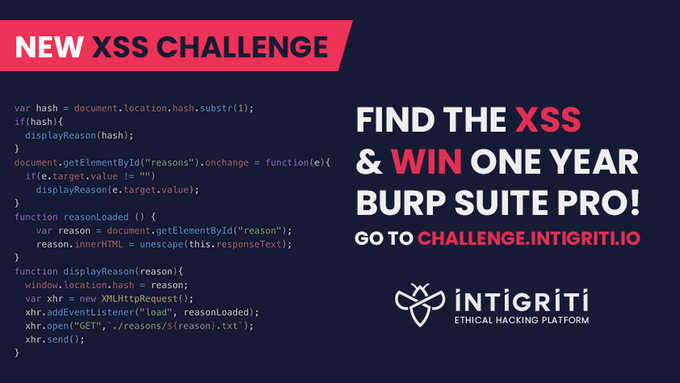 NEW XSS CHALLENGE
var hash = document.location.hash.substr(1);
if(hash){
  displayReason(hash);
}
document.getElementById("reasons").onchange = function(e){
  if(e.target.value != "")
    displayReason(e.target.value);
}
function reasonLoaded () {
    var reason = document.getElementById("reason");
    reason.innerHTML = unescape(this.responseText);
}
function displayReason(reason){
  window.location.hash = reason;
  var xhr = new XMLHttpRequest();
  xhr.addEventListener("load", reasonLoaded);
  xhr.open("GET",`./reasons/${reason}.txt`);
  xhr.send();
}
FIND THE XSS
& WIN ONE YEAR
BURP SUITE PRO!
GO TO CHALLENGE.INTIGRITI.IO
INTIGRITI
ETHICAL HACKING PLATFORM